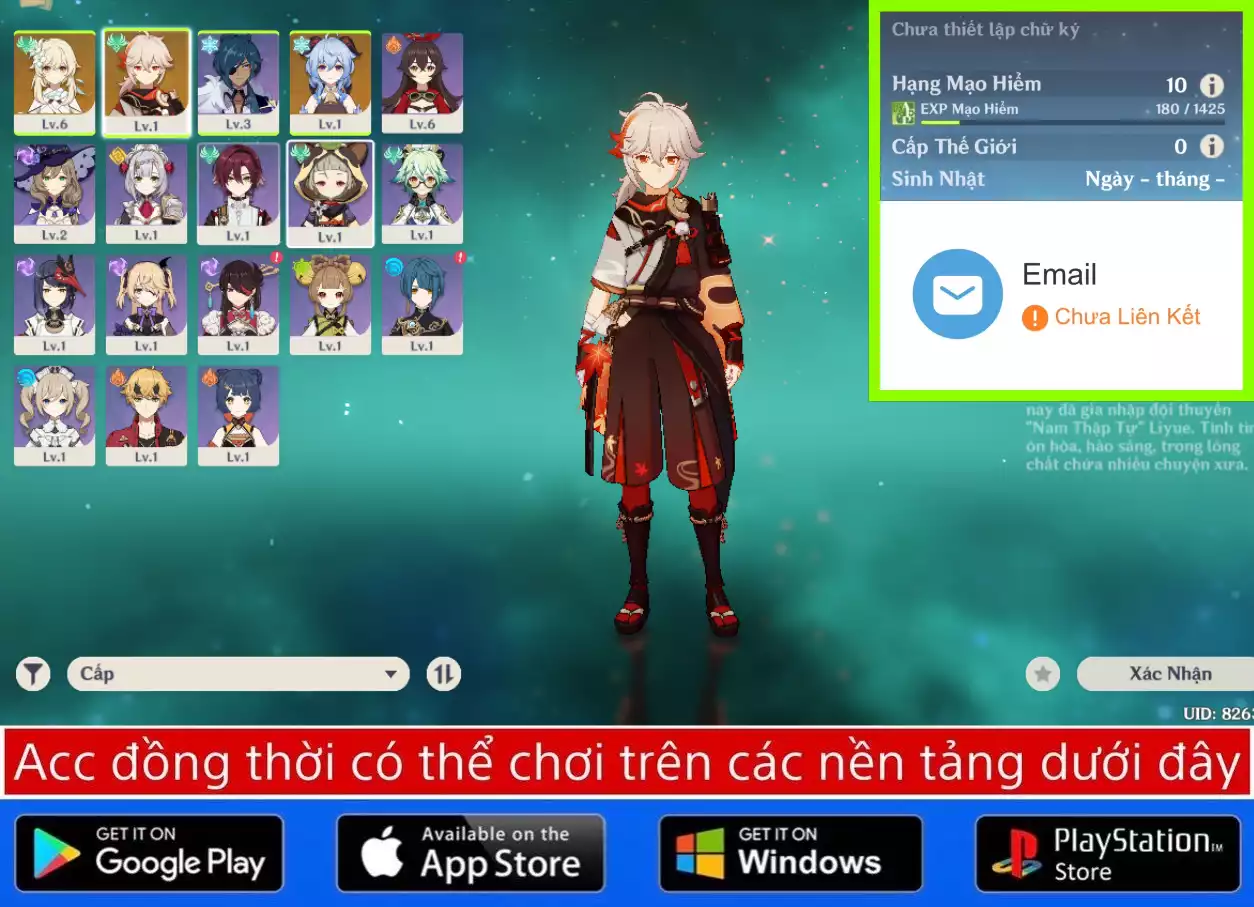 Lv.6
Lv.1
Lv.3
Lv.1
Lv.6
Lv.2
Lv.1
Lv.1
Lv.1
Lv.1
Lv.1
Lv.1
Lv.1
Lv.1
Lv.1
Lv.1
Lv.1
Lv.1
Chưa thiết lập chữ ký
Hạng Mạo Hiểm 10
EXP Mạo Hiểm 180 / 1425
Cấp Thế Giới 0
Sinh Nhật Ngày - tháng -
Email
Chưa Liên Kết
này đã gia nhập đội thuyền
"Nam Thập Tự" Liyue. Tính tìn
ôn hòa, hào sảng, trong lòng
chất chứa nhiều chuyện xưa.
Cấp
Xác Nhận
UID: 826
Acc đồng thời có thể chơi trên các nền tảng dưới đây
GET IT ON
Google Play
Available on the
App Store
GET IT ON
Windows
PlayStation TM
Store